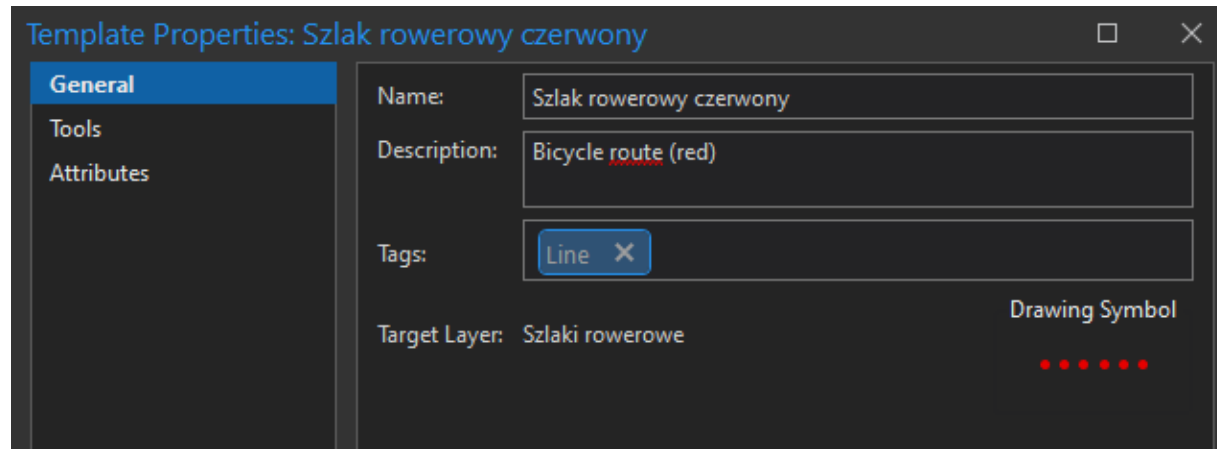 Template Properties: Szlak rowerowy czerwony
General
Tools
Attributes
Name: Szlak rowerowy czerwony
Description: Bicycle route (red)
Tags: Line
Target Layer: Szlaki rowerowe
Drawing Symbol